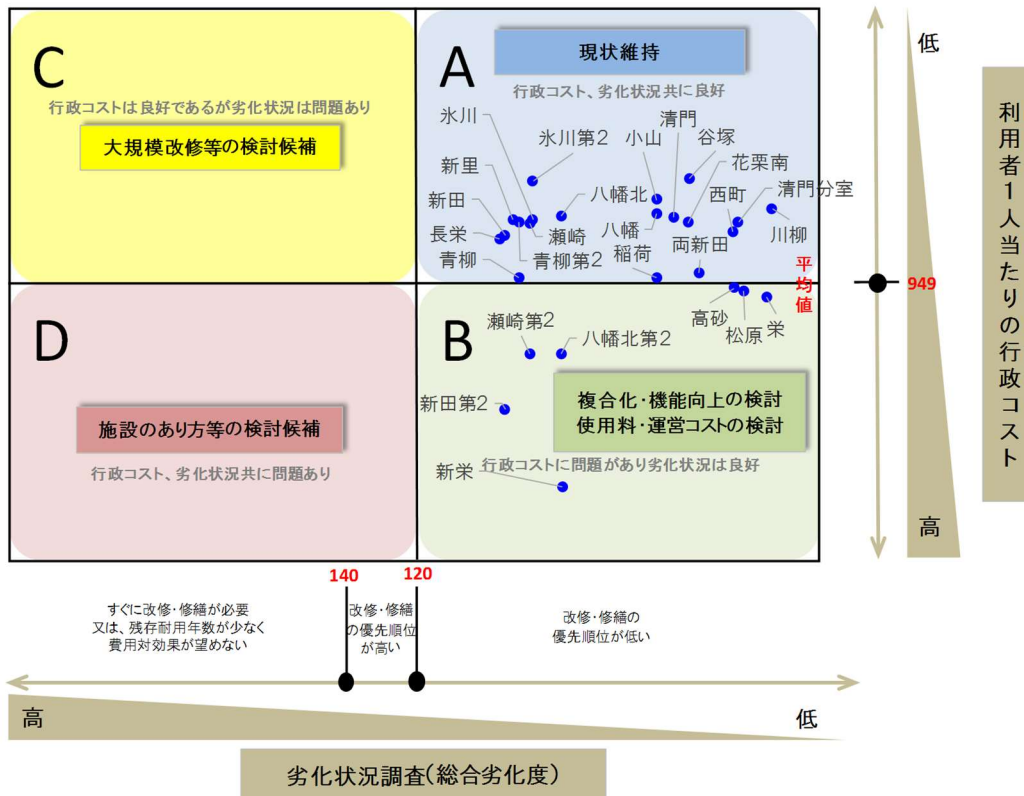 C
行政コストは良好であるが劣化状況は問題あり
大規模改修等の検討候補
A
現状維持
行政コスト、劣化状況共に良好
氷川
氷川第2
小山
清門
谷塚
花栗南
新里
八幡北
西町
清門分室
新田
長栄
瀬崎
八幡
川柳
青柳
青柳第2
稲荷
両新田
平均値
D
施設のあり方等の検討候補
行政コスト、劣化状況共に問題あり
B
瀬崎第2
八幡北第2
高砂
松原
栄
複合化・機能向上の検討
使用料・運営コストの検討
新田第2
行政コストに問題があり劣化状況は良好
新栄
低
949
高
利用者1人当たりの行政コスト
140
120
すぐに改修・修繕が必要
又は、残存耐用年数が少なく
費用対効果が望めない
改修・修繕
の優先順位
が高い
改修・修繕の
優先順位が低い
高
低
劣化状況調査(総合劣化度)